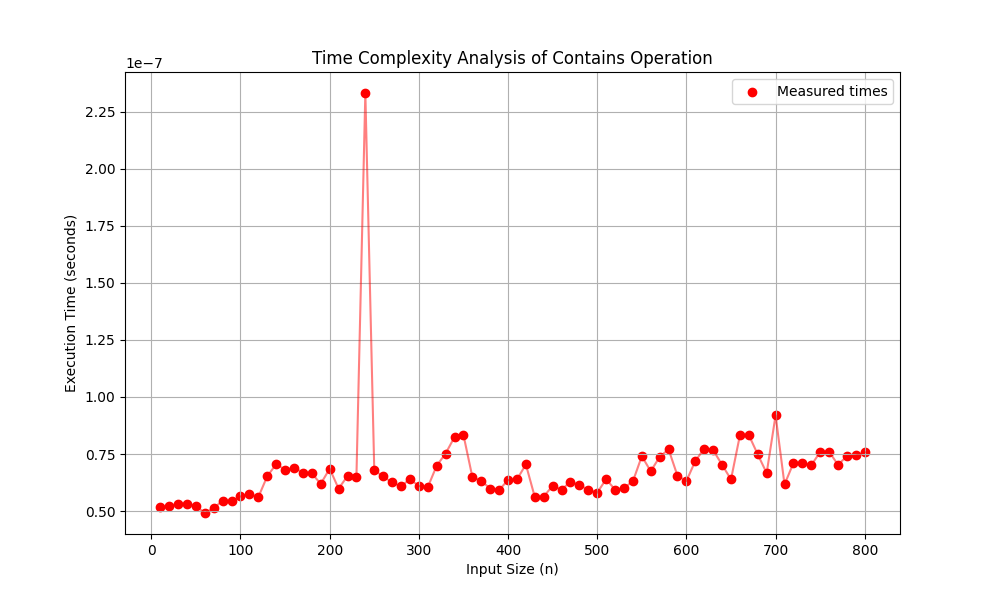 Time Complexity Analysis of Contains Operation
1e−7
Measured times
2.25
2.00
1.75
1.50
1.25
1.00
0.75
0.50
Execution Time (seconds)
0 100 200 300 400 500 600 700 800
Input Size (n)